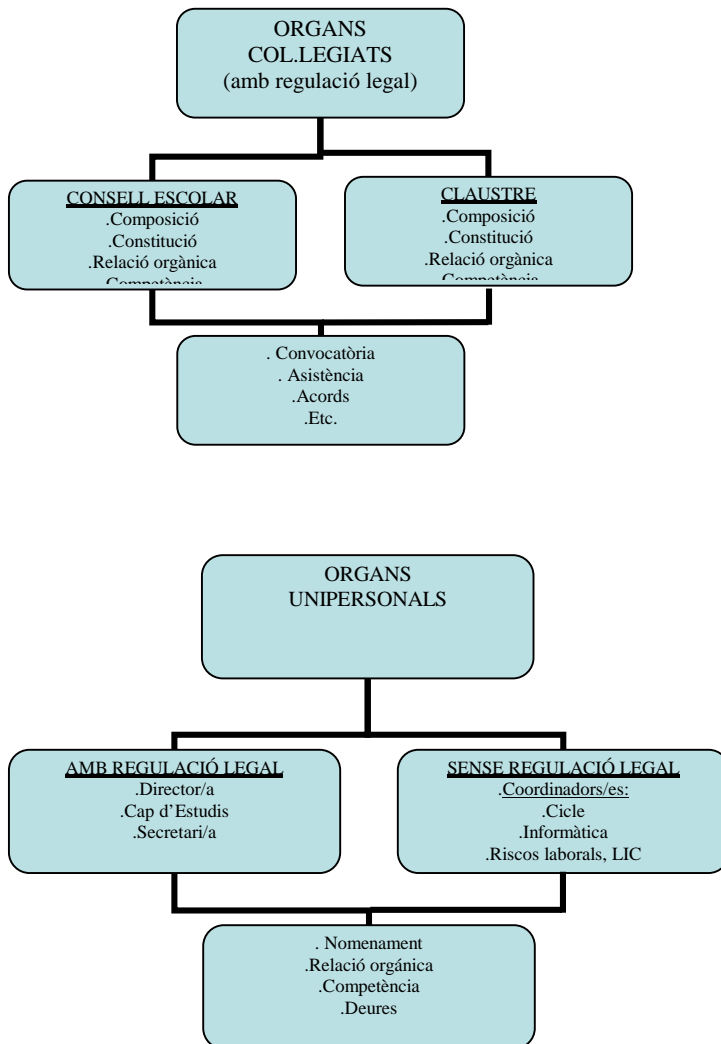 ORGANS
COL.LEGIATS
(amb regulació legal)
CONSELL ESCOLAR
.Composició
.Constitució
.Relació orgànica
.Competència
CLAUSTRE
.Composició
.Constitució
.Relació orgànica
.Competència
. Convocatòria
. Asistència
.Acords
.Etc.
ORGANS
UNIPERSONALS
AMB REGULACIÓ LEGAL
.Director/a
.Cap d’Estudis
.Secretari/a
SENSE REGULACIÓ LEGAL
.Coordinadors/es:
.Cicle
.Informàtica
.Riscos laborals, LIC
. Nomenament
.Relació orgánica
.Competència
.Deures